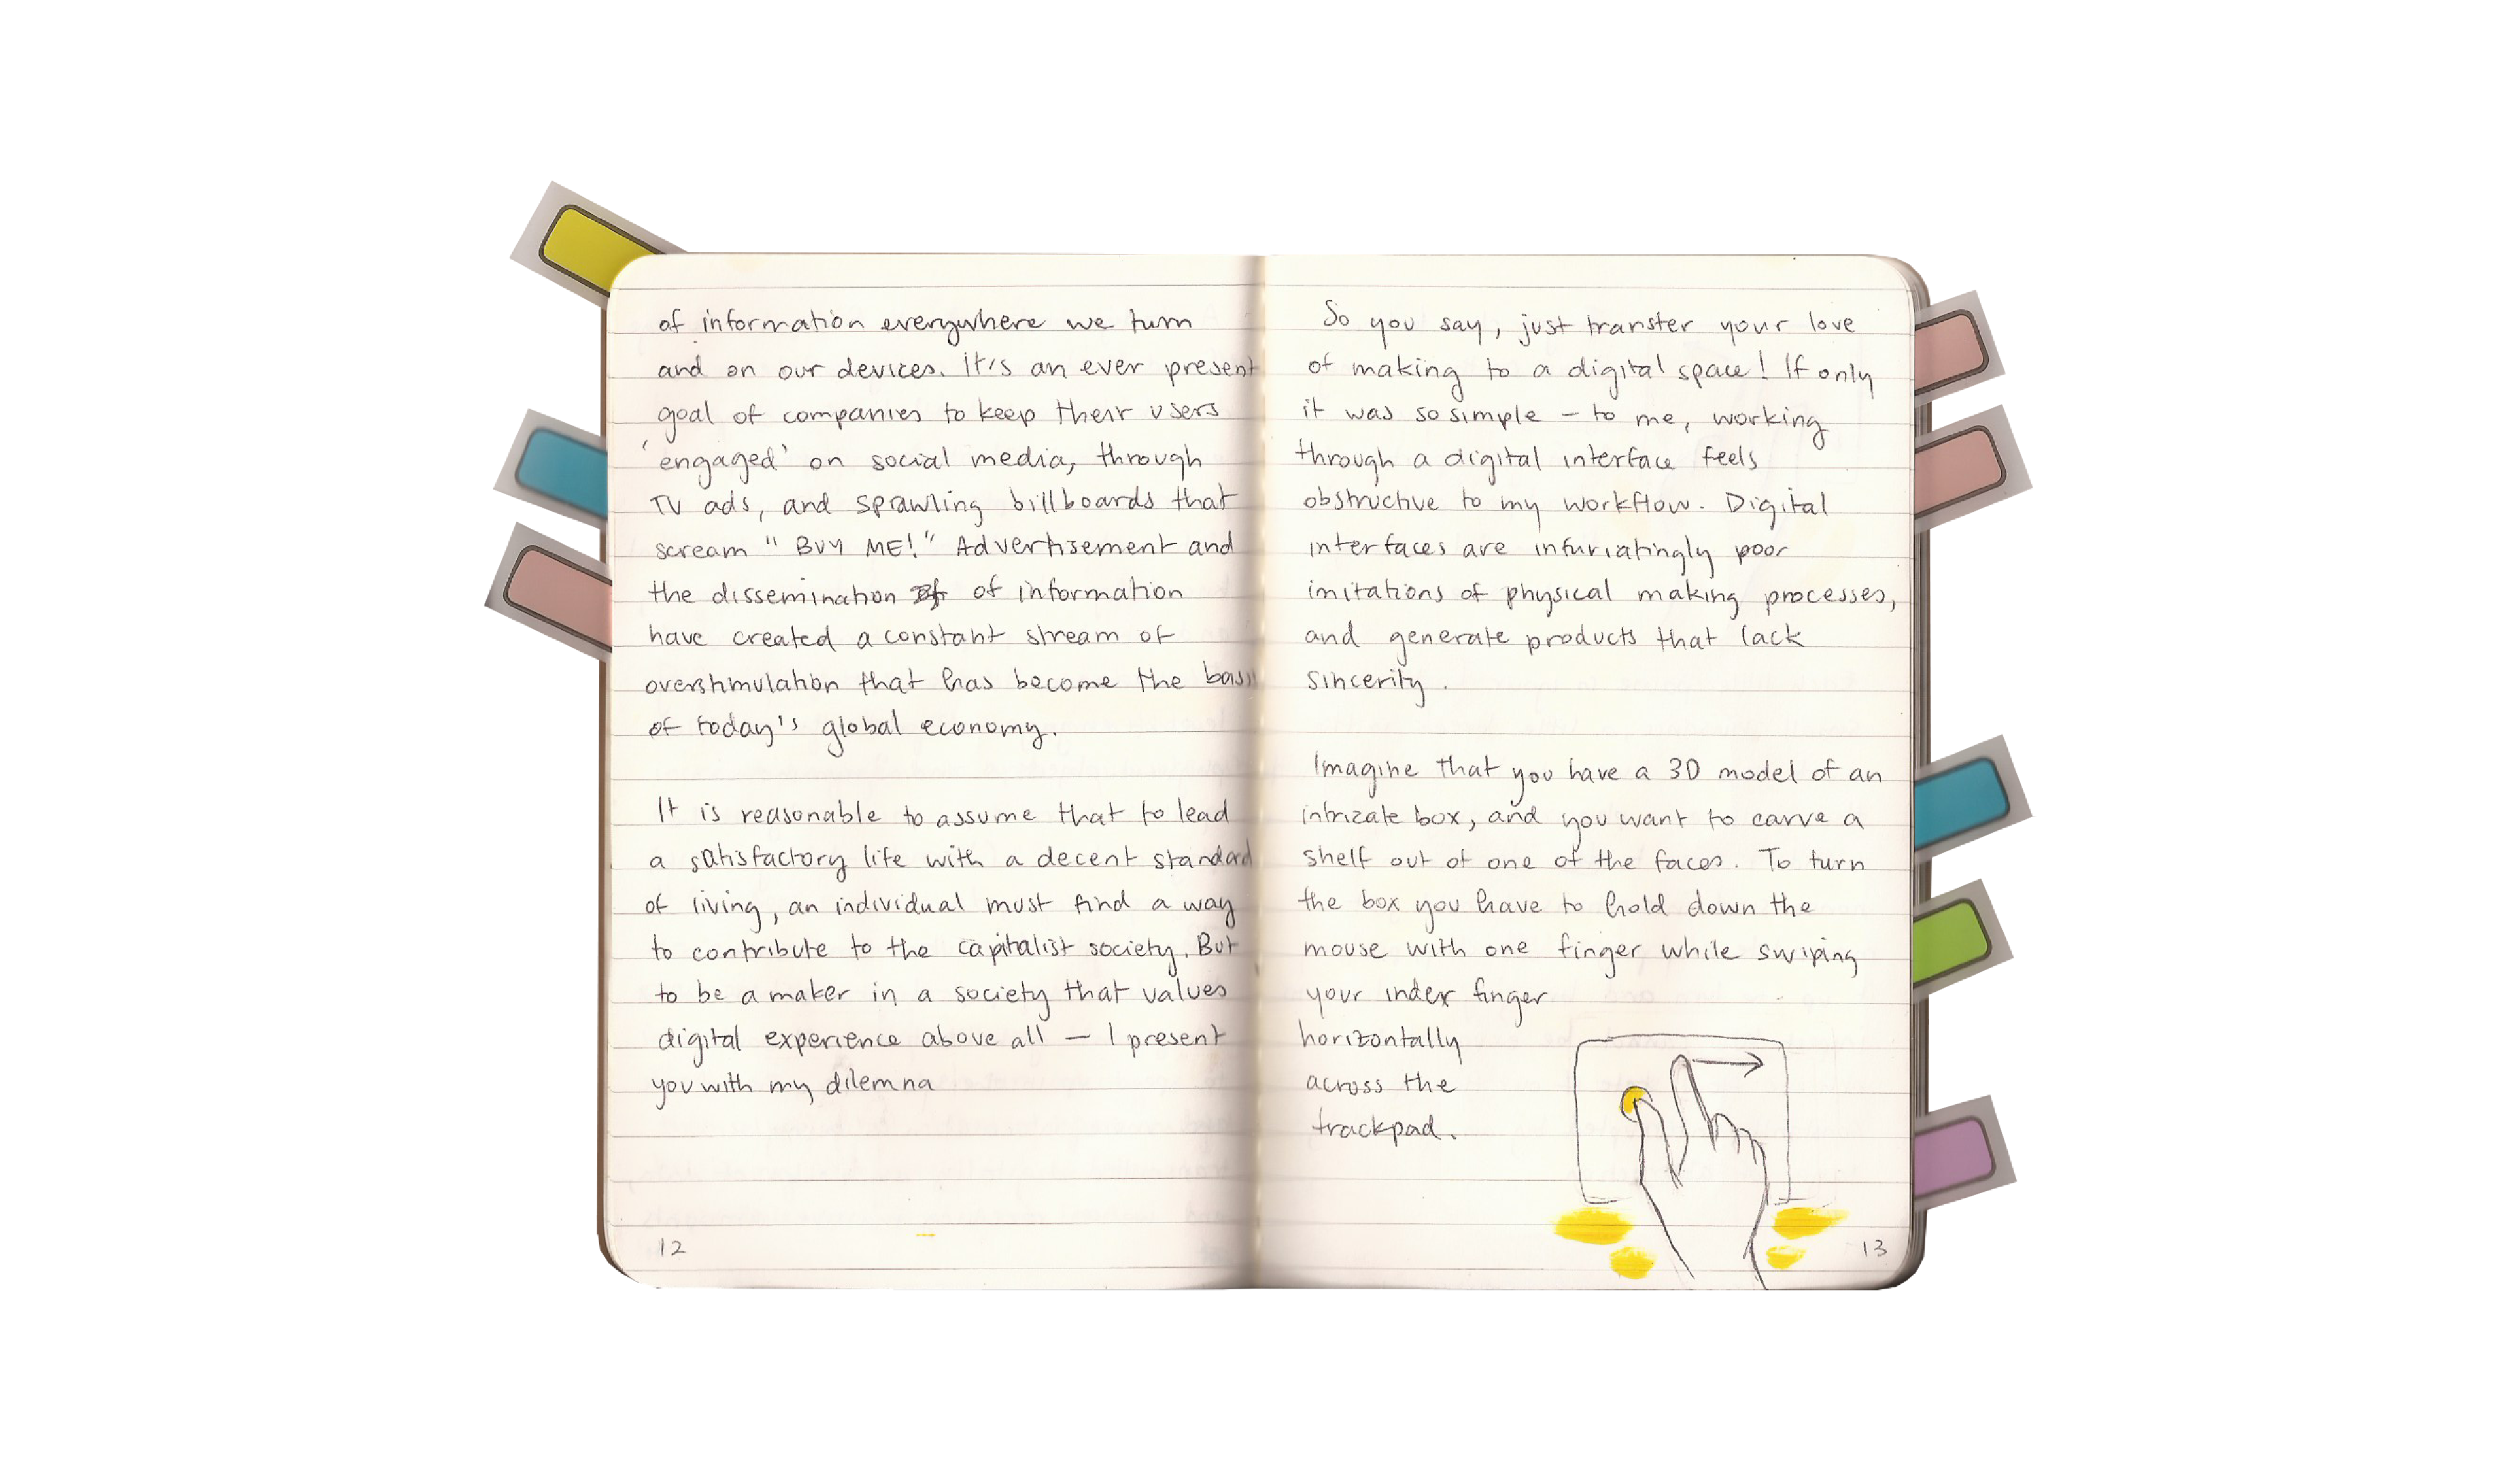 of information everywhere we turn
and on our devices. It's an ever present
goal of companies to keep their users
'engaged' on social media, through
TV ads, and sprawling billboards that
scream "BUY ME!" Advertisement and
the dissemination of information
have created a constant stream of
overstimulation that has become the basis
of today's global economy.
It is reasonable to assume that to lead
a satisfactory life with a decent standard
of living, an individual must find a way
to contribute to the capitalist society. But
to be a maker in a society that values
digital experience above all — I present
you with my dilemna
12
So you say, just transfer your love
of making to a digital space! If only
it was so simple – to me, working
through a digital interface feels
obstructive to my workflow. Digital
interfaces are infuriatingly poor
imitations of physical making processes,
and generate products that lack
sincerity.
Imagine that you have a 3D model of an
intricate box, and you want to carve a
shelf out of one of the faces. To turn
the box you have to hold down the
mouse with one finger while swiping
your index finger
horizontally
across the
trackpad.
13